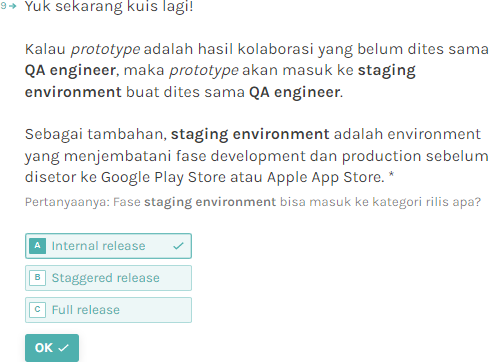 9→ Yuk sekarang kuis lagi!
Kalau prototype adalah hasil kolaborasi yang belum dites sama
QA engineer, maka prototype akan masuk ke staging
environment buat dites sama QA engineer.
Sebagai tambahan, staging environment adalah environment
yang menjembatani fase development dan production sebelum
disetor ke Google Play Store atau Apple App Store. *
Pertanyaanya: Fase staging environment bisa masuk ke kategori rilis apa?
A Internal release
B Staggered release
C Full release
OK